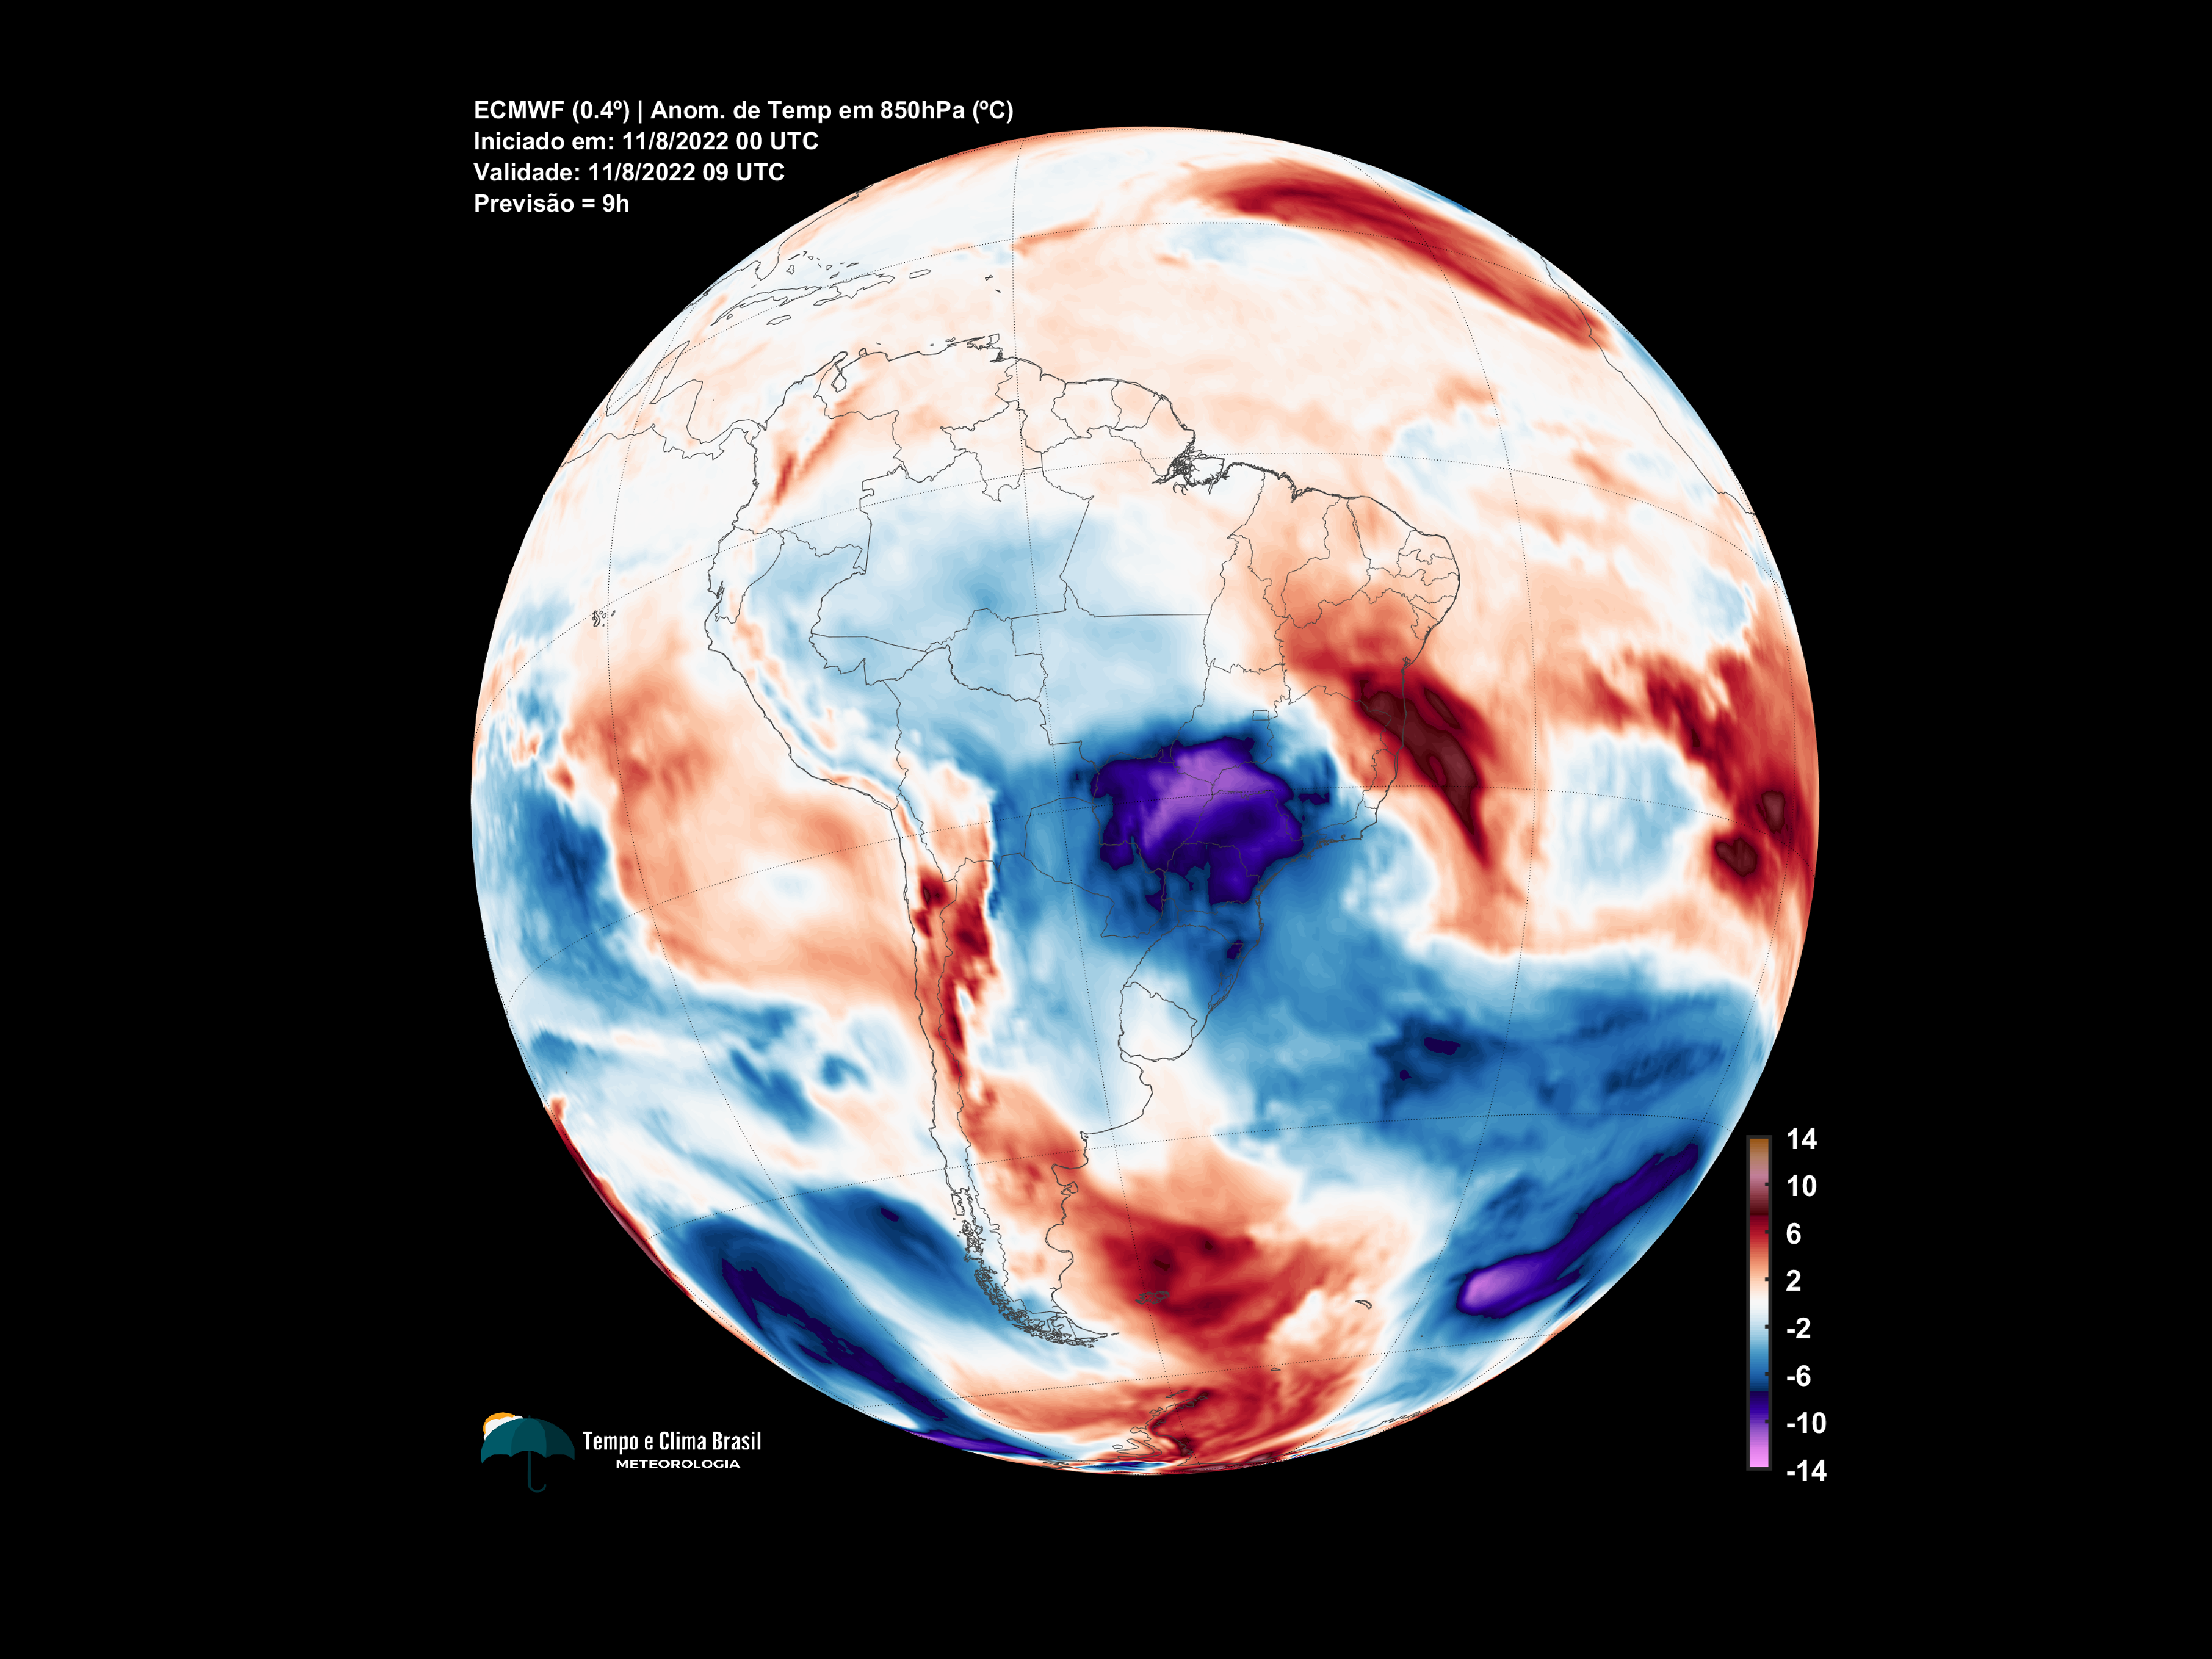 ECMWF (0.4º) | Anom. de Temp em 850hPa (ºC)
Iniciado em: 11/8/2022 00 UTC
Validade: 11/8/2022 09 UTC
Previsão = 9h
14
10
6
2
-2
-6
-10
-14
Tempo e Clima Brasil
METEOROLOGIA